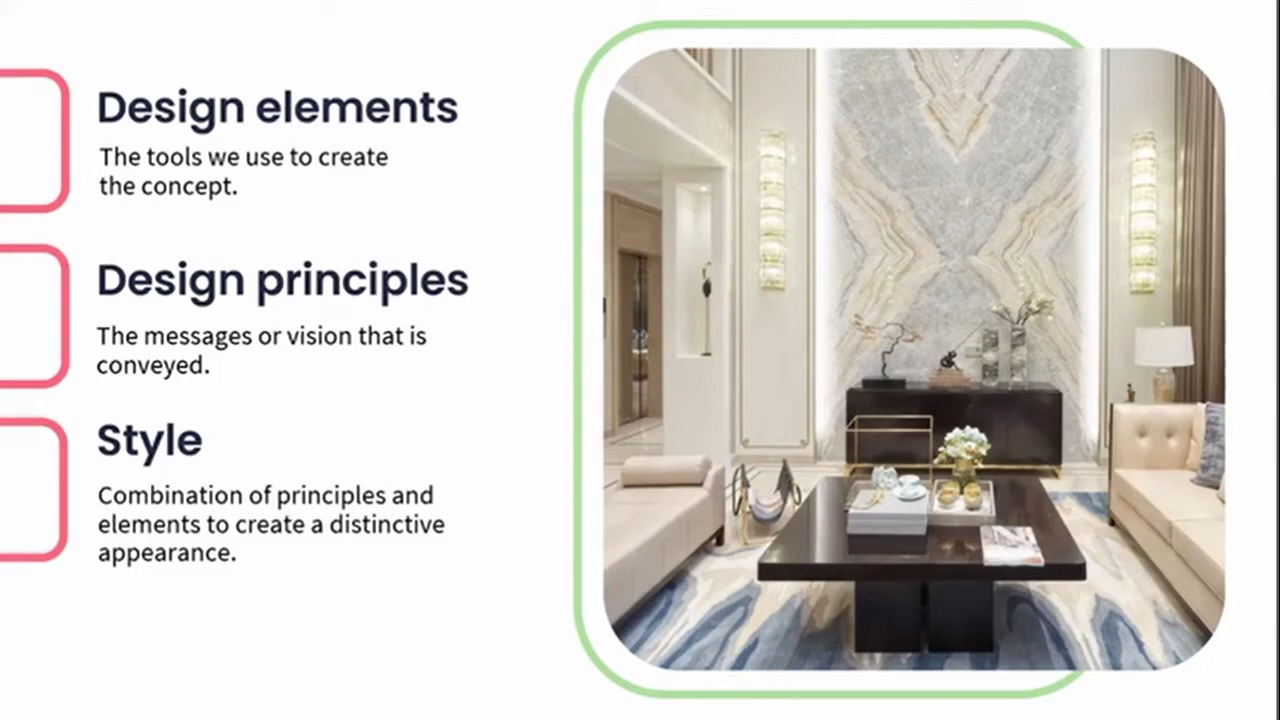 Design elements
The tools we use to create
the concept.
Design principles
The messages or vision that is
conveyed.
Style
Combination of principles and
elements to create a distinctive
appearance.